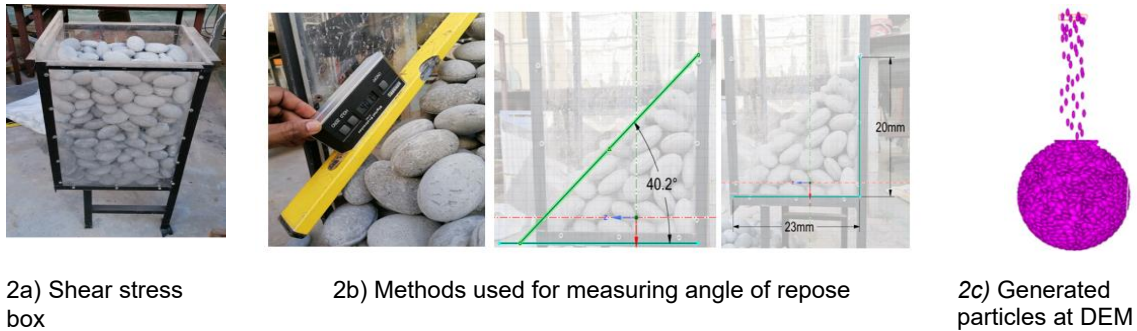 40.2°
20mm
23mm
2a) Shear stress
box
2b) Methods used for measuring angle of repose
2c) Generated
particles at DEM